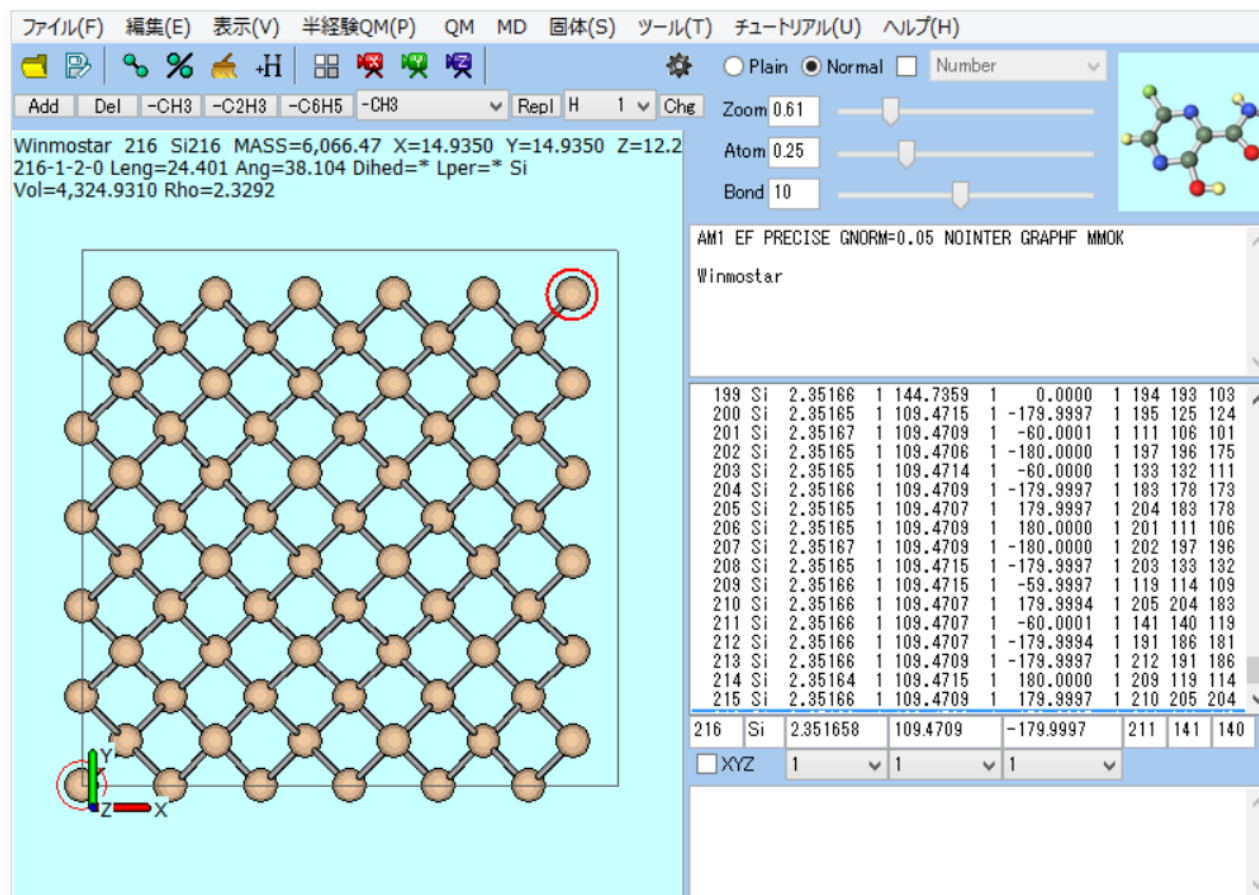 ファイル(F) 編集(E) 表示(V) 半経験QM(P) QM MD 固体(S) ツール(T) チュートリアル(U) ヘルプ(H)
+H
Plain Normal Number
Add Del -CH3 -C2H3 -C6H5 -CH3 Repl H 1 Chg
Zoom 0.61
Atom 0.25
Bond 10
Winmostar 216 Si216 MASS=6,066.47 X=14.9350 Y=14.9350 Z=12.2
216-1-2-0 Leng=24.401 Ang=38.104 Dihed=* Lper=* Si
Vol=4,324.9310 Rho=2.3292
Y
Z
X
AM1 EF PRECISE GNORM=0.05 NOINTER GRAPHF MMOK
Winmostar
199 Si 2.35166 1 144.7359 1 0.0000 1 194 193 103
200 Si 2.35165 1 109.4715 1 -179.9997 1 195 125 124
201 Si 2.35167 1 109.4709 1 -60.0001 1 111 106 101
202 Si 2.35165 1 109.4706 1 -180.0000 1 197 196 175
203 Si 2.35165 1 109.4714 1 -60.0000 1 133 132 111
204 Si 2.35166 1 109.4709 1 -179.9997 1 183 178 173
205 Si 2.35165 1 109.4707 1 179.9997 1 204 183 178
206 Si 2.35165 1 109.4709 1 180.0000 1 201 111 106
207 Si 2.35167 1 109.4709 1 -180.0000 1 202 197 196
208 Si 2.35165 1 109.4715 1 -179.9997 1 203 133 132
209 Si 2.35166 1 109.4715 1 -59.9997 1 119 114 109
210 Si 2.35166 1 109.4707 1 179.9994 1 205 204 183
211 Si 2.35166 1 109.4707 1 -60.0001 1 141 140 119
212 Si 2.35166 1 109.4707 1 -179.9994 1 191 186 181
213 Si 2.35166 1 109.4709 1 -179.9997 1 212 191 186
214 Si 2.35164 1 109.4715 1 180.0000 1 209 119 114
215 Si 2.35166 1 109.4709 1 179.9997 1 210 205 204
216 Si 2.351658 109.4709 -179.9997 211 141 140
XYZ 1 1 1